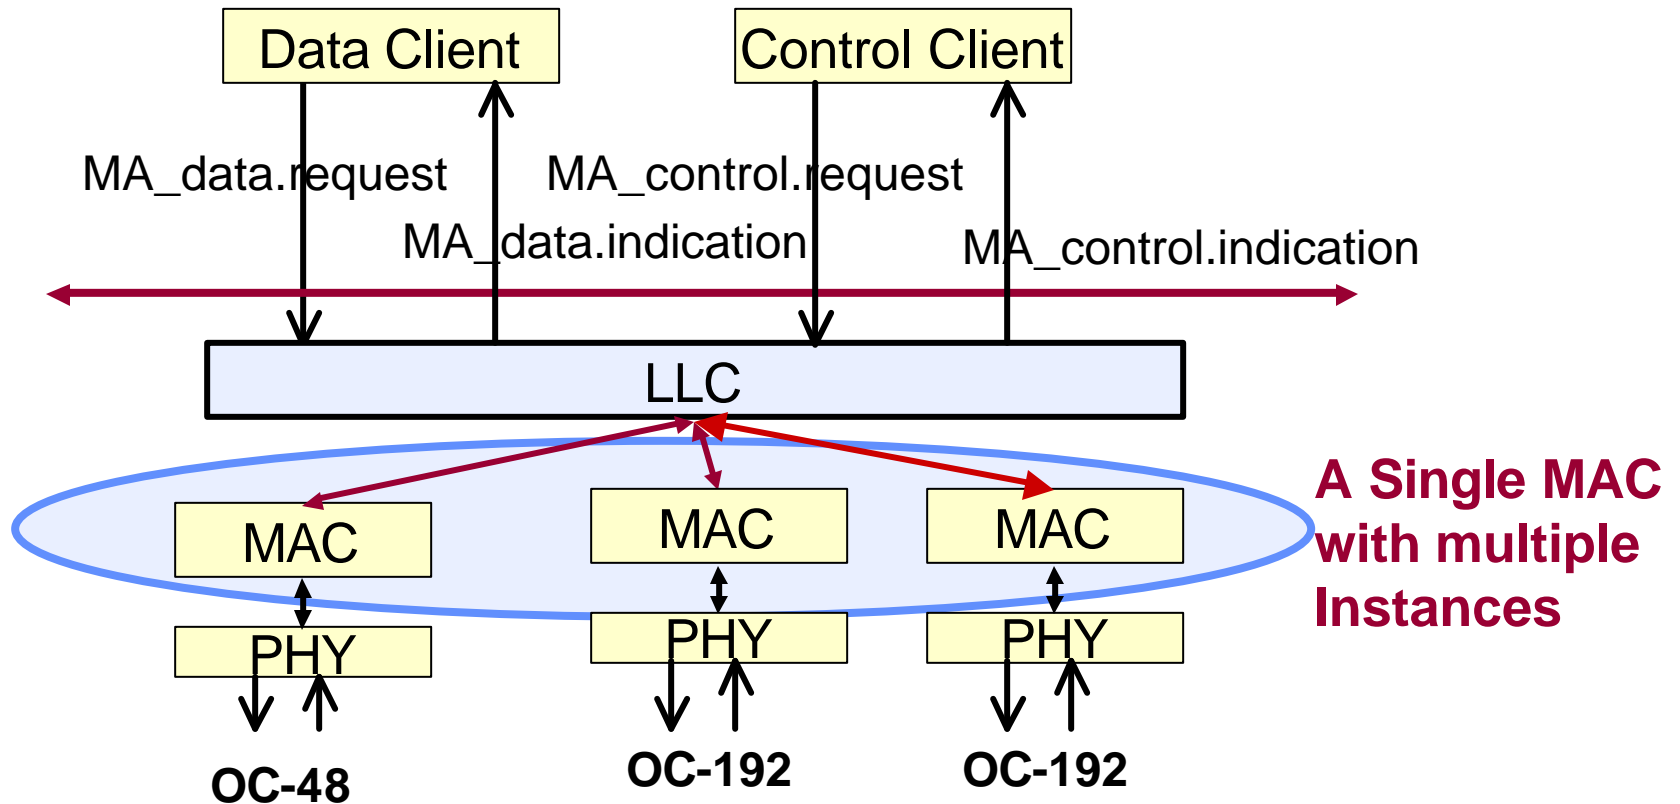 Data Client
Control Client
MA_data.request
MA_control.request
MA_data.indication
MA_control.indication
LLC
MAC
MAC
MAC
A Single MAC
with multiple
Instances
PHY
PHY
PHY
OC-48
OC-192
OC-192